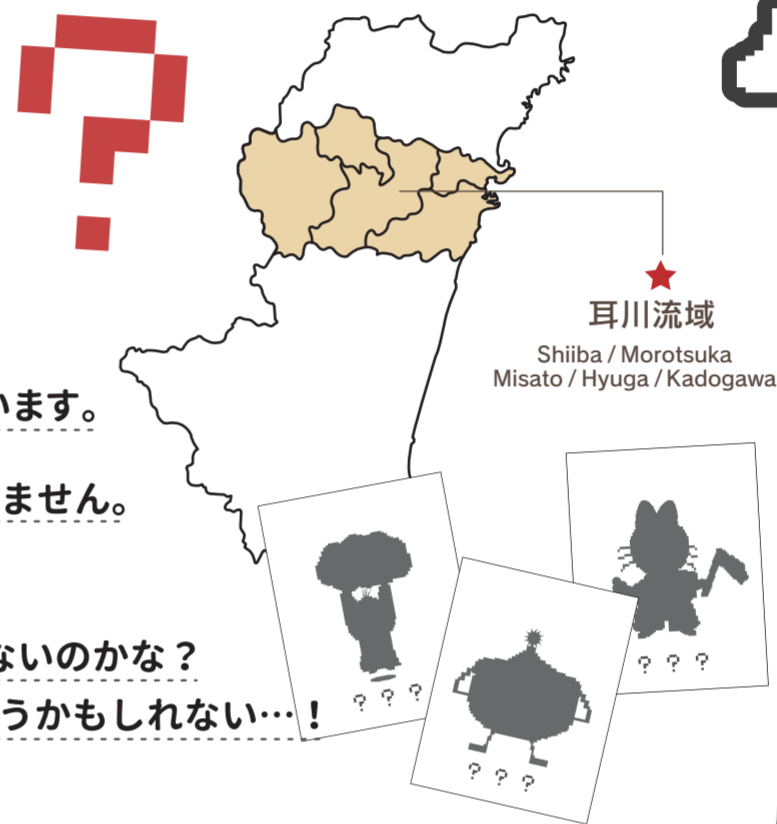 ?
耳川流域
Shiiba / Morotsuka
Misato / Hyuga / Kadogawa
います。
ません。
ないのかな？
うかもしれない…！
? ? ?
? ? ?
? ? ?